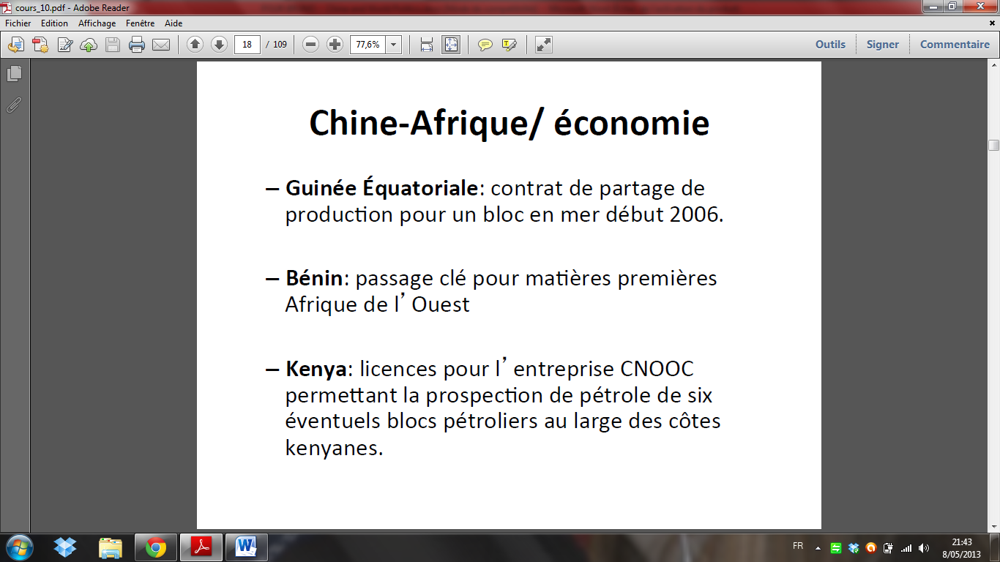 cours_10.pdf - Adobe Reader
Fichier Edition Affichage Fenêtre Aide
18 / 109 77,6% Outils Signer Commentaire
Chine-Afrique/ économie
– Guinée Équatoriale: contrat de partage de
production pour un bloc en mer début 2006.
– Bénin: passage clé pour matières premières
Afrique de l’ Ouest
– Kenya: licences pour l’ entreprise CNOOC
permettant la prospection de pétrole de six
éventuels blocs pétroliers au large des côtes
kenyanes.
FR 21:43
8/05/2013